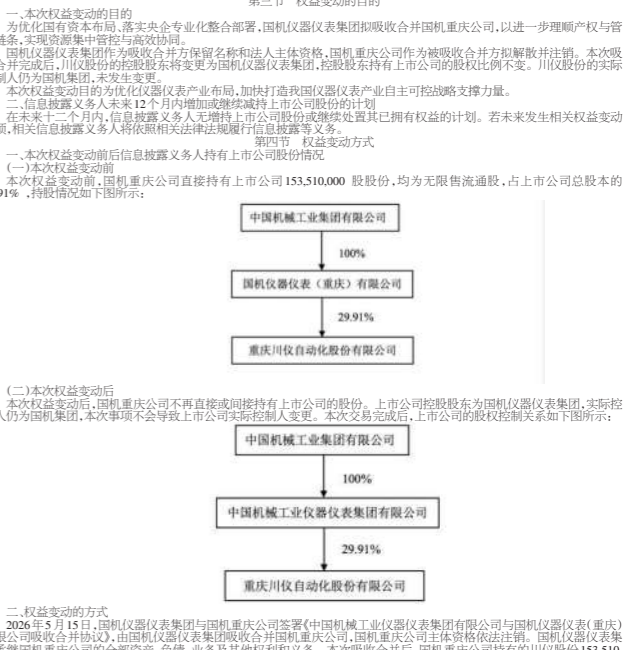 第三节　权益变动的目的
一、本次权益变动的目的
为优化国有资本布局、落实央企专业化整合部署,国机仪器仪表集团拟吸收合并国机重庆公司,以进一步理顺产权与管
链条,实现资源集中管控与高效协同。
国机仪器仪表集团作为吸收合并方保留名称和法人主体资格,国机重庆公司作为被吸收合并方拟解散并注销。本次吸
合并完成后,川仪股份的控股股东将变更为国机仪器仪表集团,控股股东持有上市公司的股权比例不变。川仪股份的实际
制人仍为国机集团,未发生变更。
本次权益变动目的为优化仪器仪表产业布局,加快打造我国仪器仪表产业自主可控战略支撑力量。
二、信息披露义务人未来12个月内增加或继续减持上市公司股份的计划
在未来十二个月内,信息披露义务人无增持上市公司股份或继续处置其已拥有权益的计划。若未来发生相关权益变动
项,相关信息披露义务人将依照相关法律法规履行信息披露等义务。
第四节　权益变动方式
一、本次权益变动前后信息披露义务人持有上市公司股份情况
(一)本次权益变动前
本次权益变动前,国机重庆公司直接持有上市公司153,510,000 股股份,均为无限售流通股,占上市公司总股本的
91% ,持股情况如下图所示:
中国机械工业集团有限公司
100%
国机仪器仪表（重庆）有限公司
29.91%
重庆川仪自动化股份有限公司
(二)本次权益变动后
本次权益变动后,国机重庆公司不再直接或间接持有上市公司的股份。上市公司控股股东为国机仪器仪表集团,实际控
人仍为国机集团,本次事项不会导致上市公司实际控制人变更。本次交易完成后,上市公司的股权控制关系如下图所示:
中国机械工业集团有限公司
100%
中国机械工业仪器仪表集团有限公司
29.91%
重庆川仪自动化股份有限公司
二、权益变动的方式
2026年5月15日,国机仪器仪表集团与国机重庆公司签署《中国机械工业仪器仪表集团有限公司与国机仪器仪表(重庆)
限公司吸收合并协议》,由国机仪器仪表集团吸收合并国机重庆公司,国机重庆公司主体资格依法注销。国机仪器仪表集
承继国机重庆公司的全部资产、负债、业务及其他权利和义务。本次吸收合并后,国机重庆公司持有的川仪股份153,510,